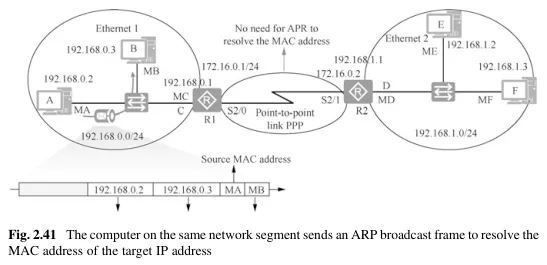 Ethernet 1
No need for APR to
resolve the MAC address
E
Ethernet 2
ME
192.168.1.2
B
192.168.0.3
MB
192.168.0.2
A
MA
192.168.0.0/24
192.168.0.1
MC
C
172.16.0.1/24
R
R1
S2/0
Point-to-point
link PPP
192.168.1.1
172.16.0.2
S2/1
R
R2
D
MD
192.168.1.3
MF
F
192.168.1.0/24
Source MAC address
192.168.0.2 192.168.0.3 MA MB
Fig. 2.41 The computer on the same network segment sends an ARP broadcast frame to resolve the
MAC address of the target IP address